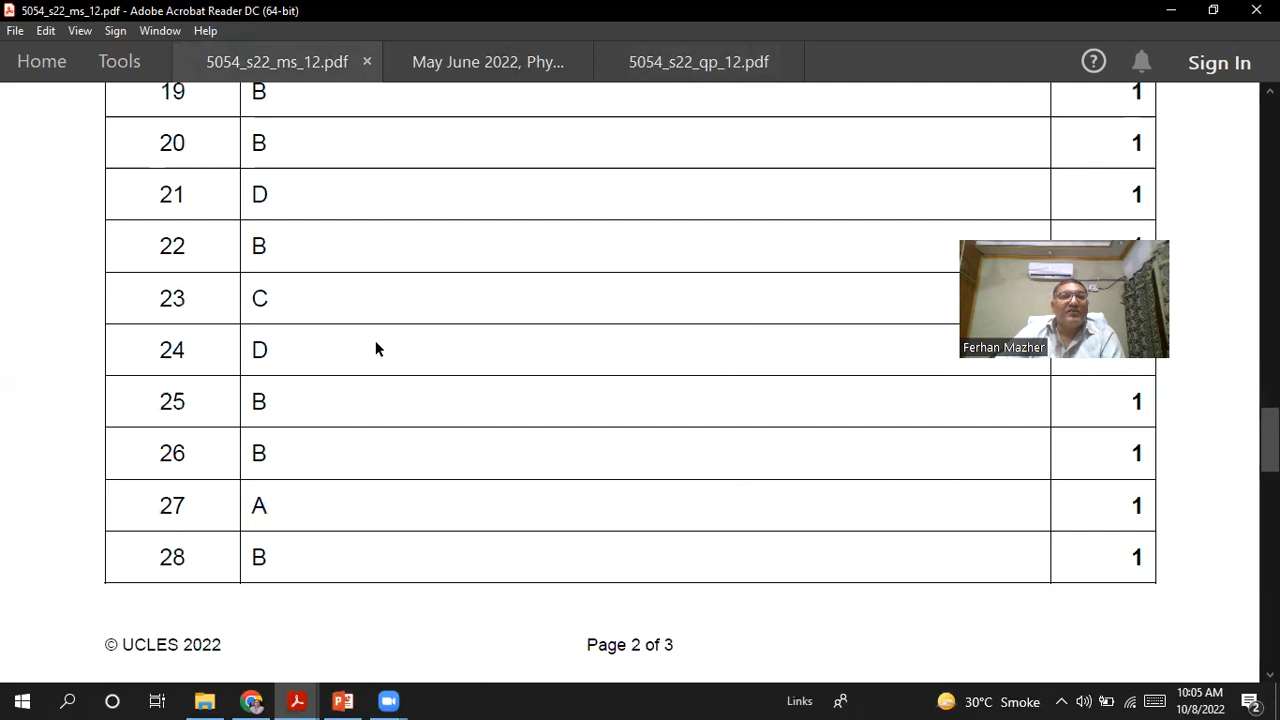 5054_s22_ms_12.pdf - Adobe Acrobat Reader DC (64-bit)
File Edit View Sign Window Help
Home Tools 5054_s22_ms_12.pdf × May June 2022, Phy... 5054_s22_qp_12.pdf ? Sign In
19 B 1
20 B 1
21 D 1
22 B
23 C
24 D
Ferhan Mazher
25 B 1
26 B 1
27 A 1
28 B 1
© UCLES 2022 Page 2 of 3
Links 30°C Smoke 10:05 AM
10/8/2022 2